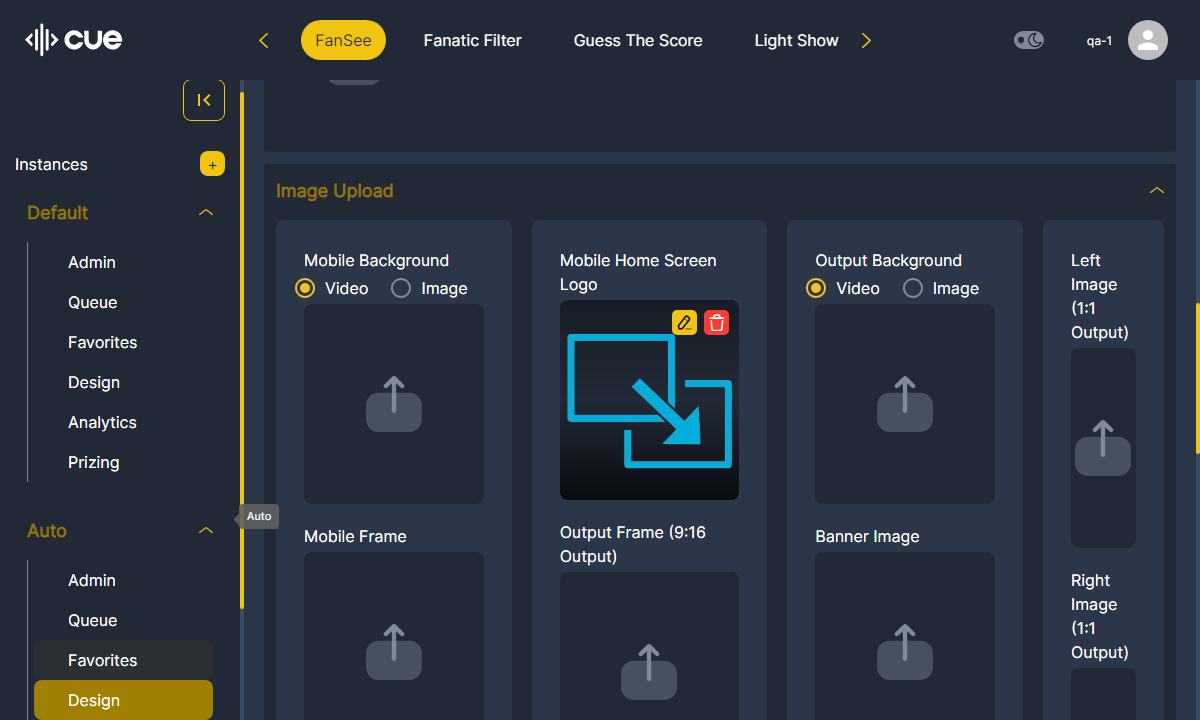 cue
FanSee
Fanatic Filter
Guess The Score
Light Show
qa-1
Instances
+
Default
Admin
Queue
Favorites
Design
Analytics
Prizing
Auto
Auto
Admin
Queue
Favorites
Design
Image Upload
Mobile Background
Video
Image
Mobile Frame
Mobile Home Screen
Logo
Output Frame (9:16
Output)
Output Background
Video
Image
Banner Image
Left
Image
(1:1
Output)
Right
Image
(1:1
Output)